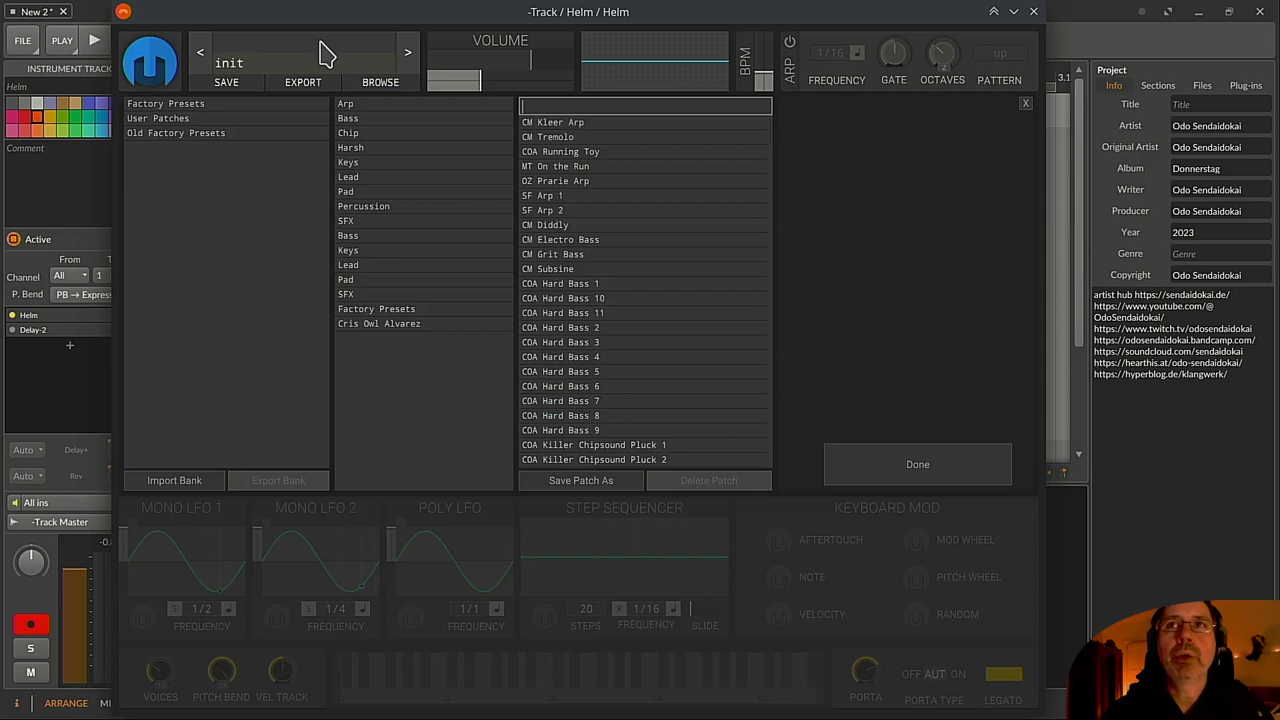 New 2*
-Track / Helm / Helm
FILE
PLAY
INSTRUMENT TRACK
Helm
Comment
Active
From
Channel
All
1
P. Bend
PB → Express
Helm
Delay-2
Auto
Delay+
Auto
Rev
All ins
-Track Master
S
M
ARRANGE
<
init
>
SAVE
EXPORT
BROWSE
VOLUME
BPM
ARP
1/16
FREQUENCY
GATE
2
OCTAVES
up
PATTERN
Factory Presets
User Patches
Old Factory Presets
Import Bank
Export Bank
Arp
Bass
Chip
Harsh
Keys
Lead
Pad
Percussion
SFX
Bass
Keys
Lead
Pad
SFX
Factory Presets
Cris Owl Alvarez
CM Kleer Arp
CM Tremolo
COA Running Toy
MT On the Run
OZ Prarie Arp
SF Arp 1
SF Arp 2
CM Diddly
CM Electro Bass
CM Grit Bass
CM Subsine
COA Hard Bass 1
COA Hard Bass 10
COA Hard Bass 11
COA Hard Bass 2
COA Hard Bass 3
COA Hard Bass 4
COA Hard Bass 5
COA Hard Bass 6
COA Hard Bass 7
COA Hard Bass 8
COA Hard Bass 9
COA Killer Chipsound Pluck 1
COA Killer Chipsound Pluck 2
Save Patch As
Delete Patch
X
Done
MONO LFO 1
1/2
FREQUENCY
MONO LFO 2
1/4
FREQUENCY
POLY LFO
1/1
FREQUENCY
STEP SEQUENCER
20
STEPS
R
1/16
FREQUENCY
SLIDE
KEYBOARD MOD
AFTERTOUCH
MOD WHEEL
NOTE
PITCH WHEEL
VELOCITY
RANDOM
VOICES
PITCH BEND
VEL TRACK
PORTA
OFF AUT ON
PORTA TYPE
LEGATO
3.1
Project
Info
Sections
Files
Plug-ins
Title
Title
Artist
Odo Sendaidokai
Original Artist
Odo Sendaidokai
Album
Donnerstag
Writer
Odo Sendaidokai
Producer
Odo Sendaidokai
Year
2023
Genre
Genre
Copyright
Odo Sendaidokai
artist hub https://sendaidokai.de/
https://www.youtube.com/@
OdoSendaidokai/
https://www.twitch.tv/odosendaidokai
https://odosendaidokai.bandcamp.com/
https://soundcloud.com/sendaidokai
https://hearthis.at/odo-sendaidokai/
https://hyperblog.de/klangwerk/